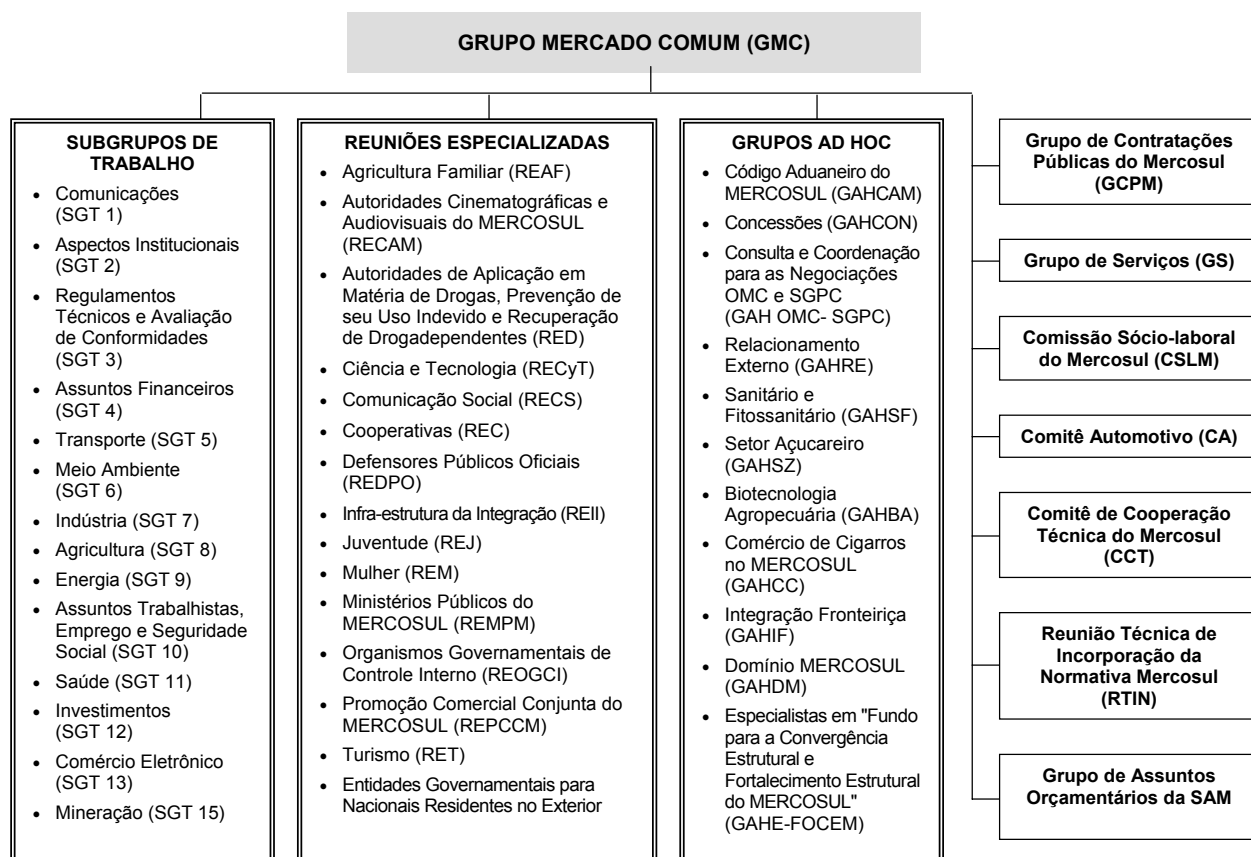 GRUPO MERCADO COMUM (GMC)
SUBGRUPOS DE
TRABALHO
• Comunicações
(SGT 1)
• Aspectos Institucionais
(SGT 2)
• Regulamentos
Técnicos e Avaliação
de Conformidades
(SGT 3)
• Assuntos Financeiros
(SGT 4)
• Transporte (SGT 5)
• Meio Ambiente
(SGT 6)
• Indústria (SGT 7)
• Agricultura (SGT 8)
• Energia (SGT 9)
• Assuntos Trabalhistas,
Emprego e Seguridade
Social (SGT 10)
• Saúde (SGT 11)
• Investimentos
(SGT 12)
• Comércio Eletrônico
(SGT 13)
• Mineração (SGT 15)
REUNIÕES ESPECIALIZADAS
• Agricultura Familiar (REAF)
• Autoridades Cinematográficas e
Audiovisuais do MERCOSUL
(RECAM)
• Autoridades de Aplicação em
Matéria de Drogas, Prevenção de
seu Uso Indevido e Recuperação
de Drogadependentes (RED)
• Ciência e Tecnologia (RECyT)
• Comunicação Social (RECS)
• Cooperativas (REC)
• Defensores Públicos Oficiais
(REDPO)
• Infra-estrutura da Integração (REII)
• Juventude (REJ)
• Mulher (REM)
• Ministérios Públicos do
MERCOSUL (REMPM)
• Organismos Governamentais de
Controle Interno (REOGCI)
• Promoção Comercial Conjunta do
MERCOSUL (REPCCM)
• Turismo (RET)
• Entidades Governamentais para
Nacionais Residentes no Exterior
GRUPOS AD HOC
• Código Aduaneiro do
MERCOSUL (GAHCAM)
• Concessões (GAHCON)
• Consulta e Coordenação
para as Negociações
OMC e SGPC
(GAH OMC- SGPC)
• Relacionamento
Externo (GAHRE)
• Sanitário e
Fitossanitário (GAHSF)
• Setor Açucareiro
(GAHSZ)
• Biotecnologia
Agropecuária (GAHBA)
• Comércio de Cigarros
no MERCOSUL
(GAHCC)
• Integração Fronteiriça
(GAHIF)
• Domínio MERCOSUL
(GAHDM)
• Especialistas em "Fundo
para a Convergência
Estrutural e
Fortalecimento Estrutural
do MERCOSUL"
(GAHE-FOCEM)
Grupo de Contratações
Públicas do Mercosul
(GCPM)
Grupo de Serviços (GS)
Comissão Sócio-laboral
do Mercosul (CSLM)
Comitê Automotivo (CA)
Comitê de Cooperação
Técnica do Mercosul
(CCT)
Reunião Técnica de
Incorporação da
Normativa Mercosul
(RTIN)
Grupo de Assuntos
Orçamentários da SAM